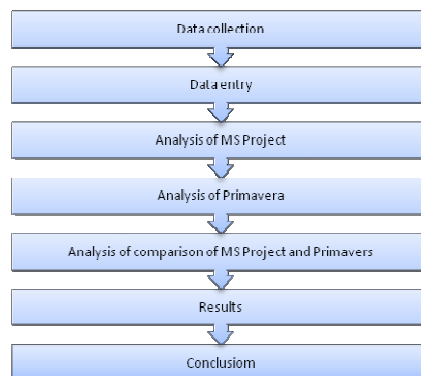 Data collection
Data entry
Analysis of MS Project
Analysis of Primavera
Analysis of comparison of MS Project and Primavers
Results
Conclusiom